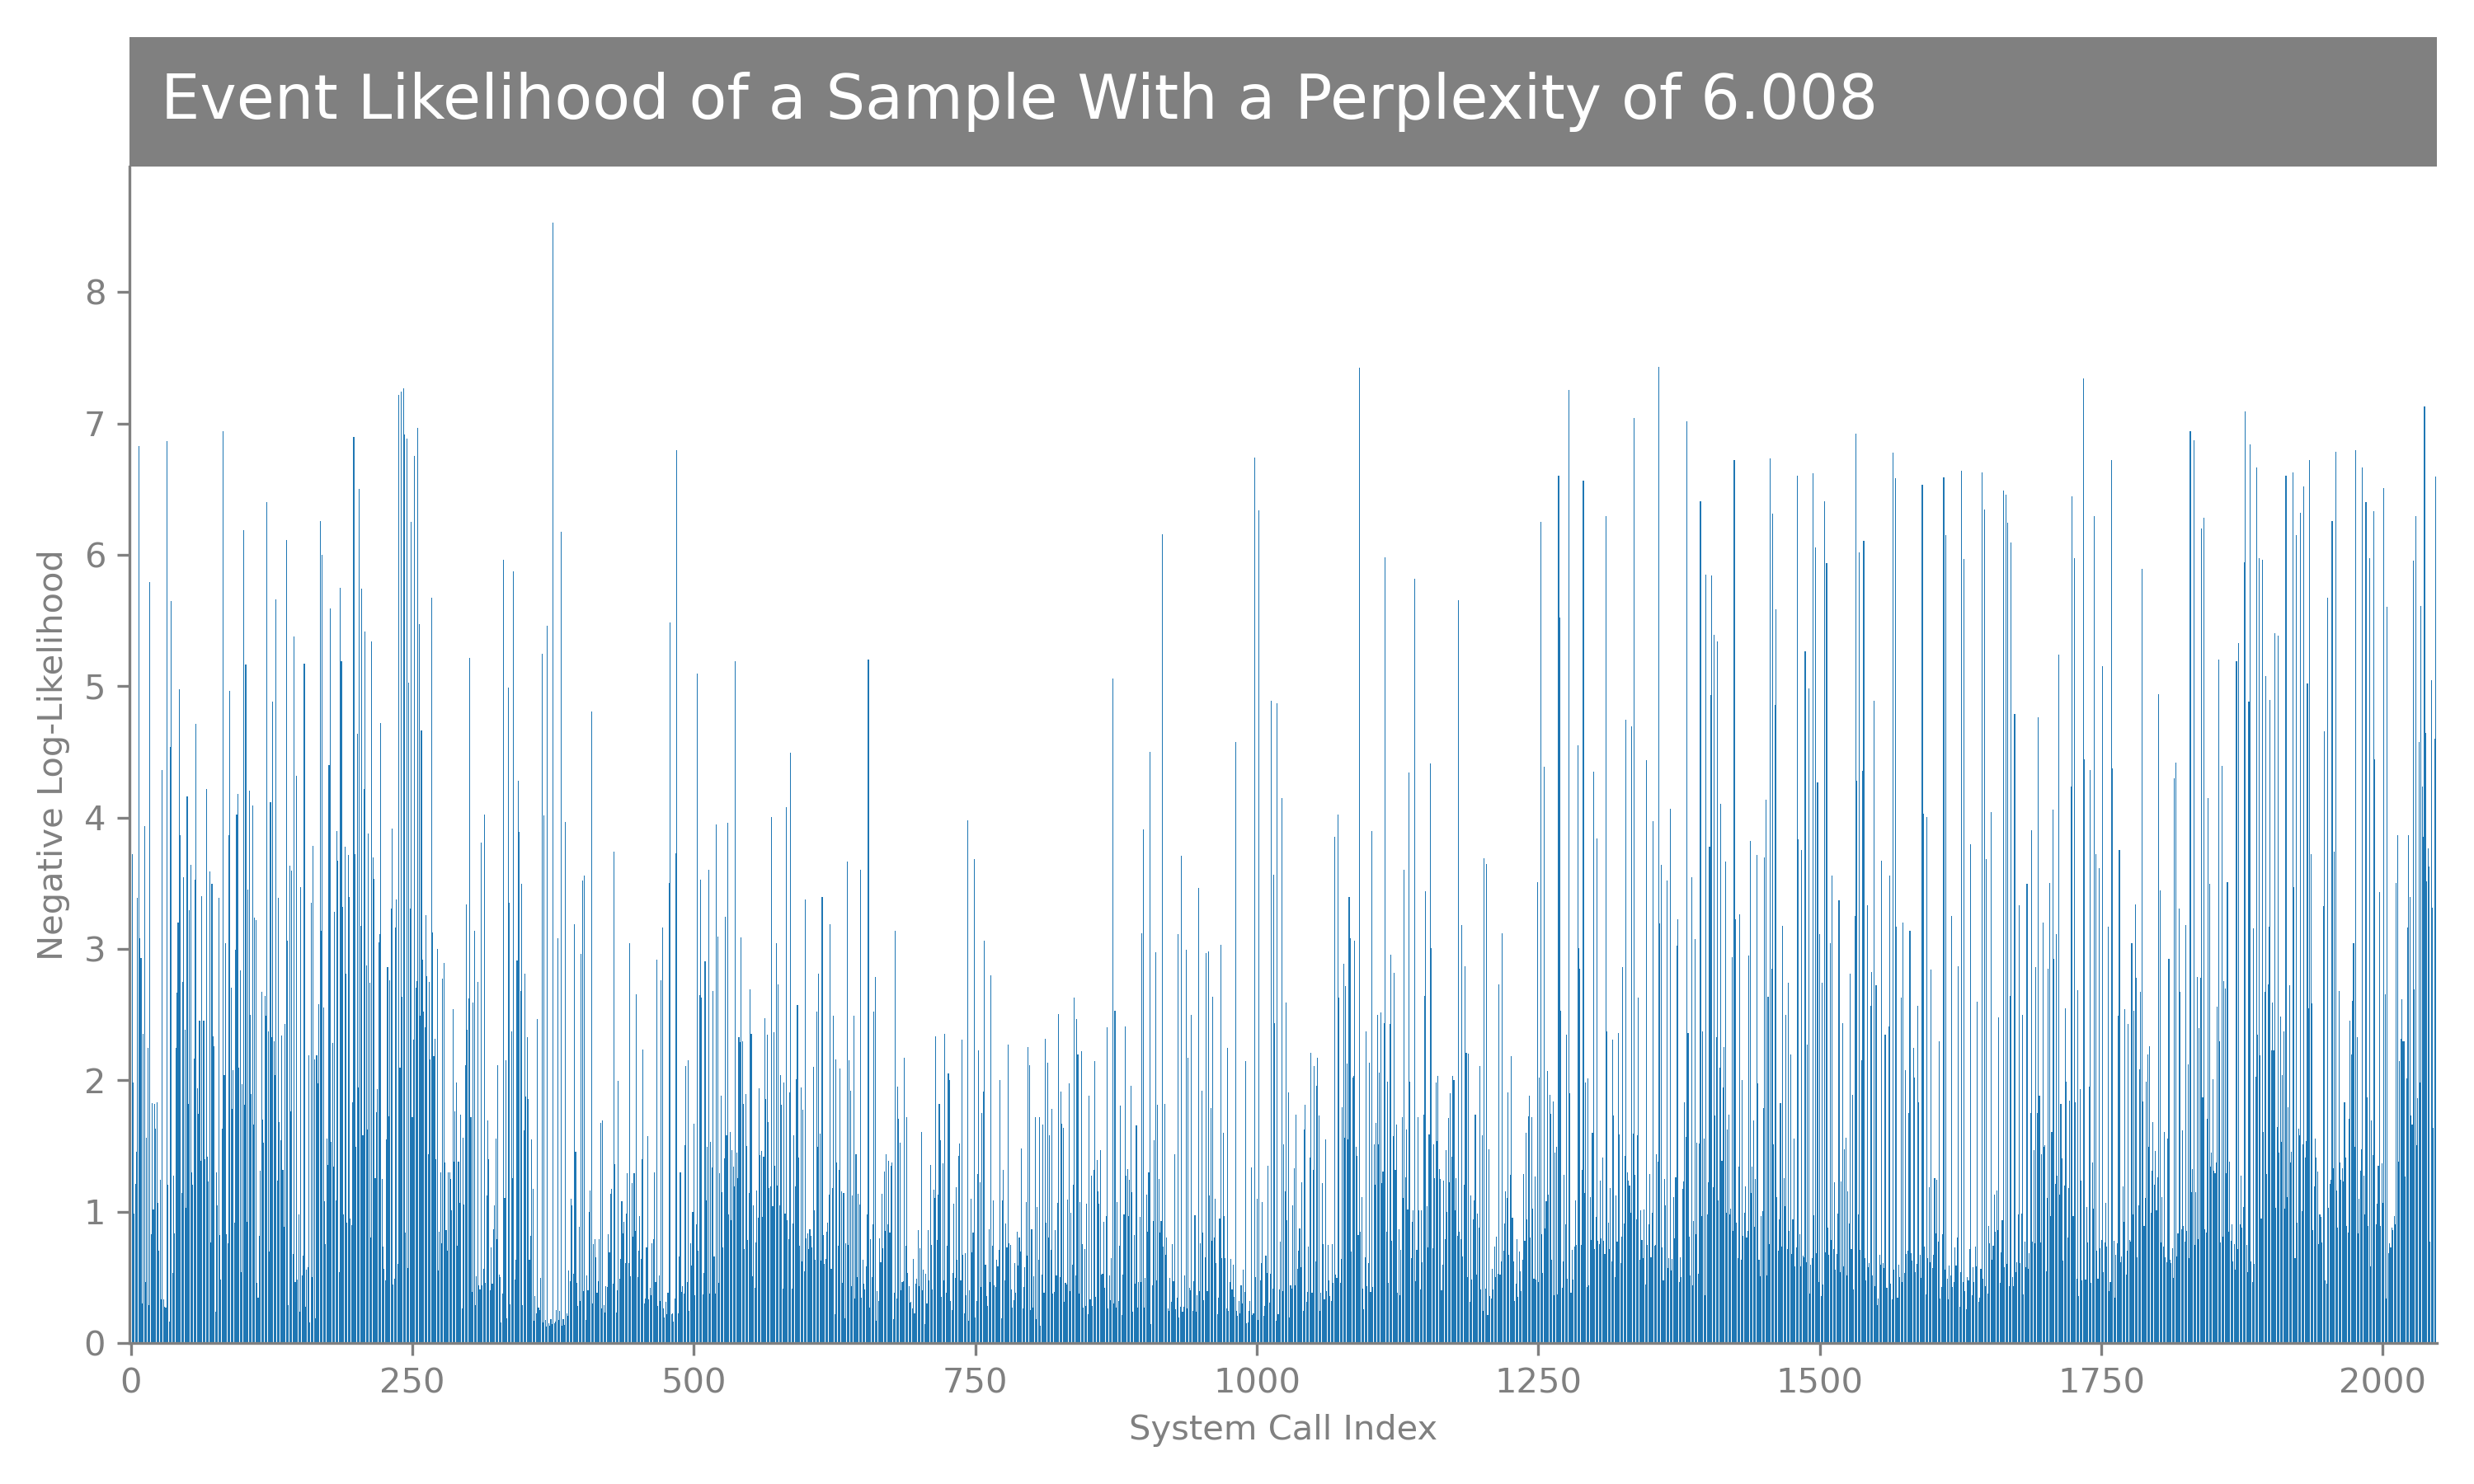 Event Likelihood of a Sample With a Perplexity of 6.008
Negative Log-Likelihood
8
7
6
5
4
3
2
1
0
0 250 500 750 1000 1250 1500 1750 2000
System Call Index